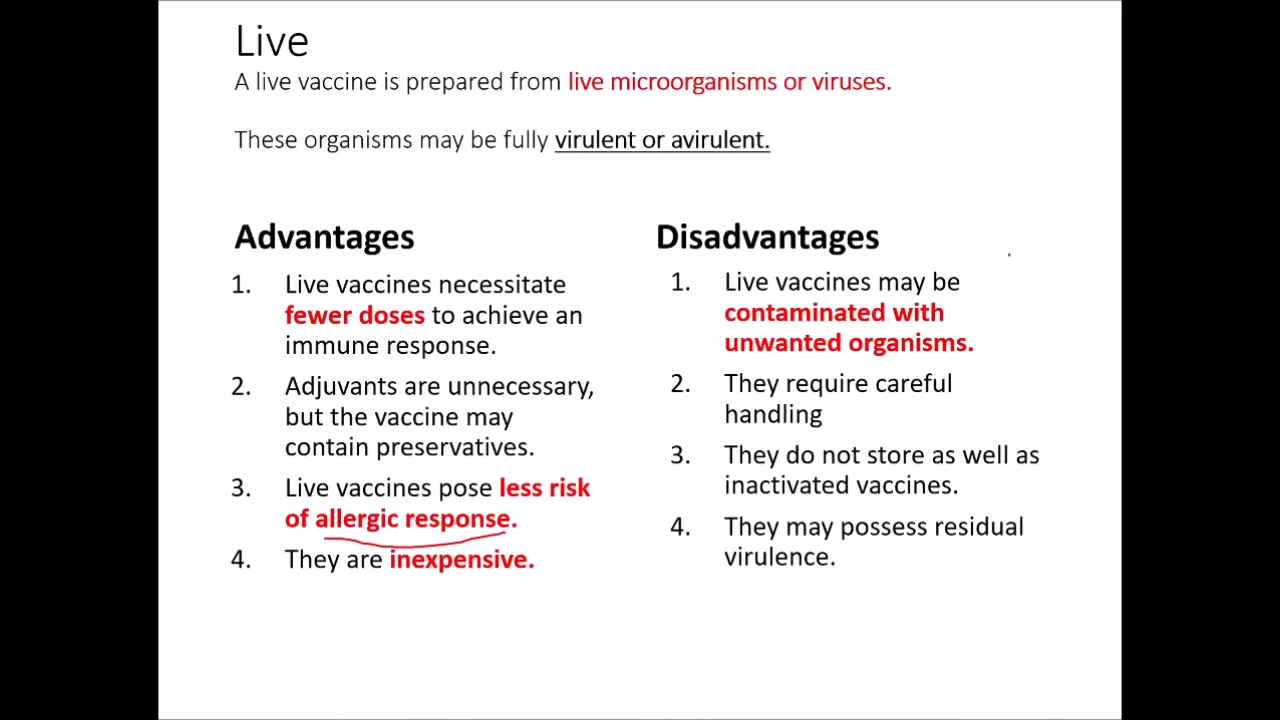 Live
A live vaccine is prepared from live microorganisms or viruses.
These organisms may be fully virulent or avirulent.
Advantages
1. Live vaccines necessitate
fewer doses to achieve an
immune response.
2. Adjuvants are unnecessary,
but the vaccine may
contain preservatives.
3. Live vaccines pose less risk
of allergic response.
4. They are inexpensive.
Disadvantages
1. Live vaccines may be
contaminated with
unwanted organisms.
2. They require careful
handling
3. They do not store as well as
inactivated vaccines.
4. They may possess residual
virulence.